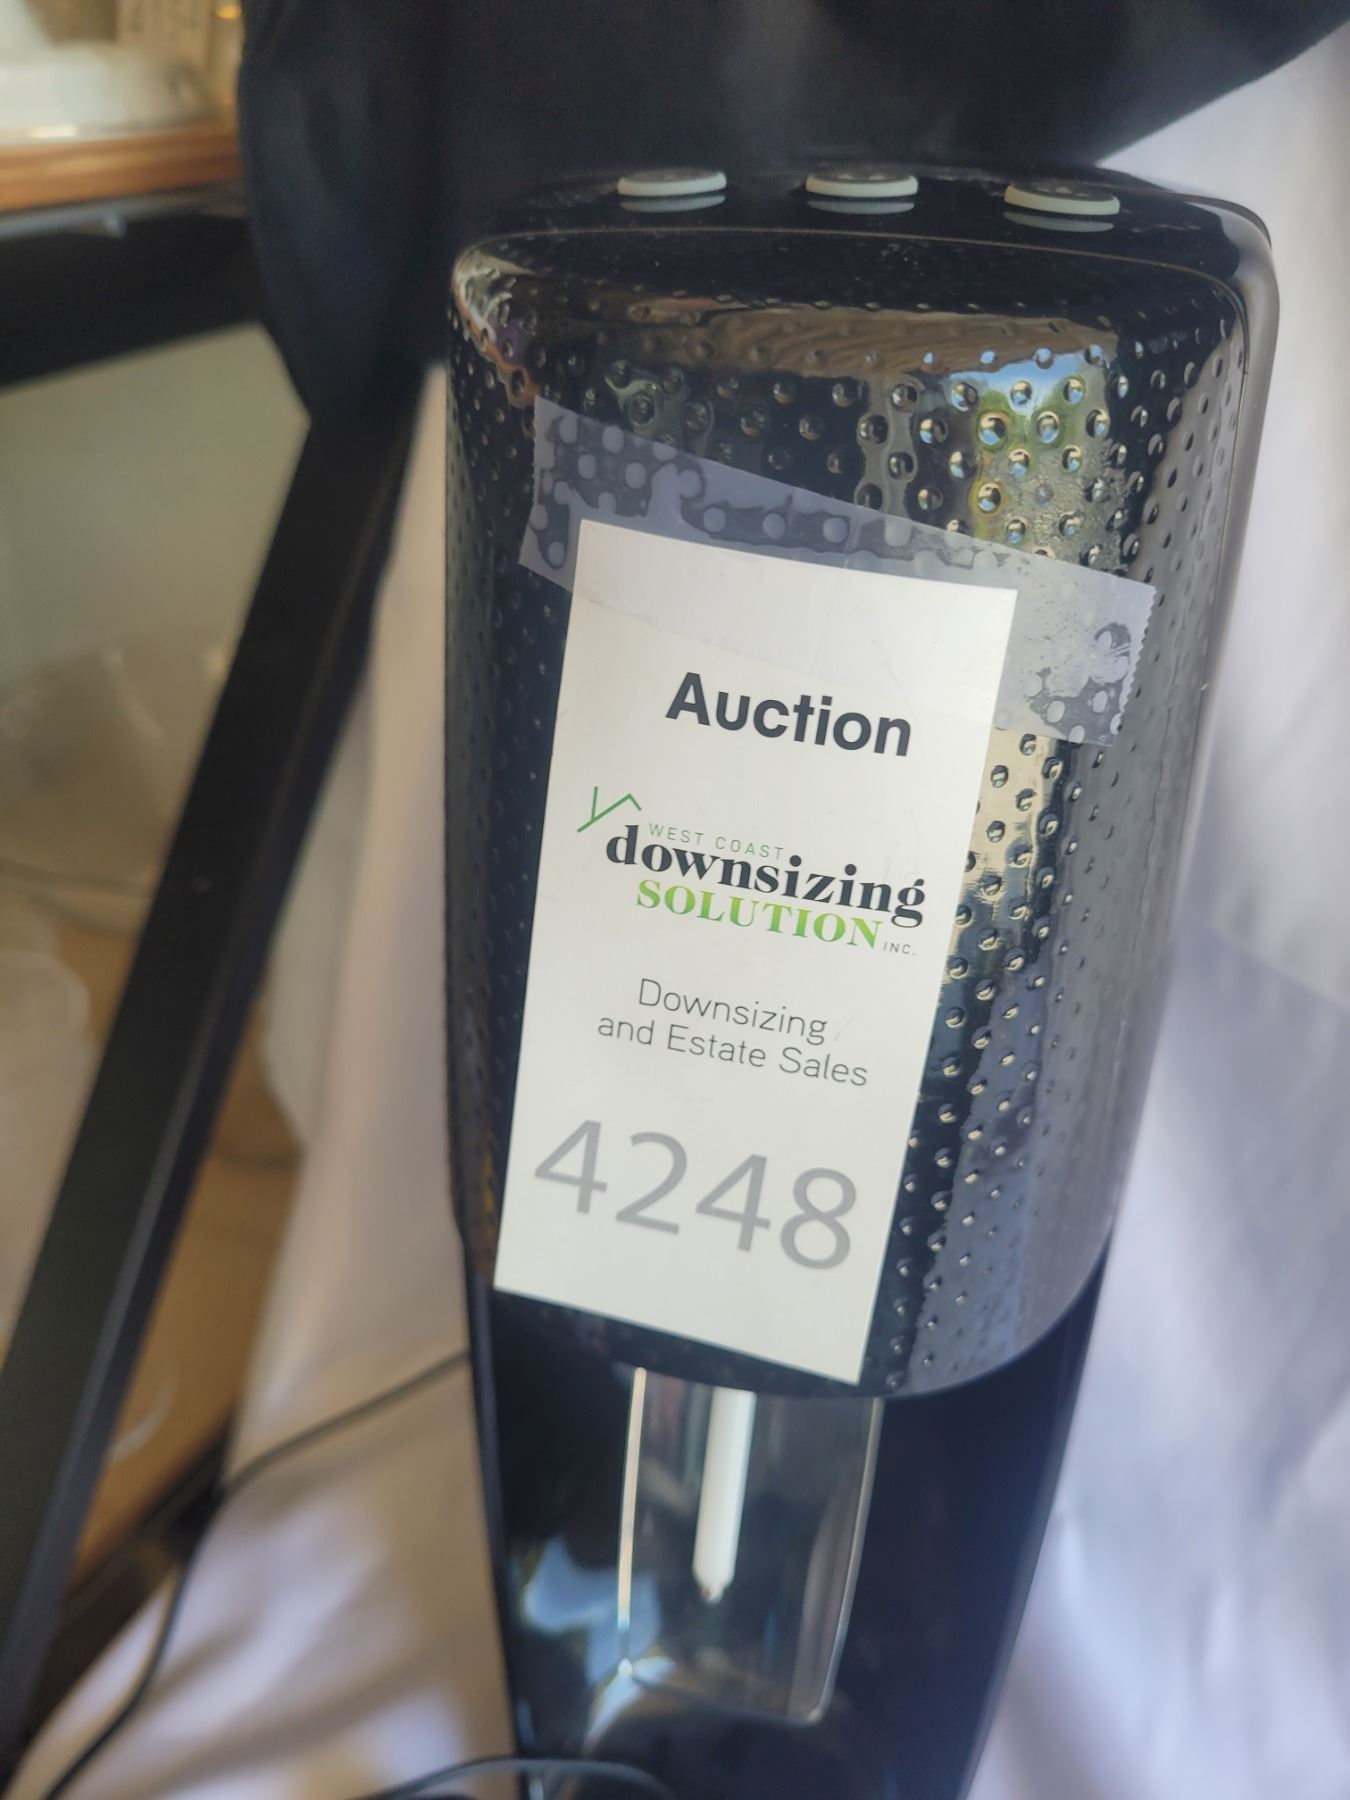 Auction
WEST COAST
downsizing
SOLUTION INC.
Downsizing
and Estate Sales
4248